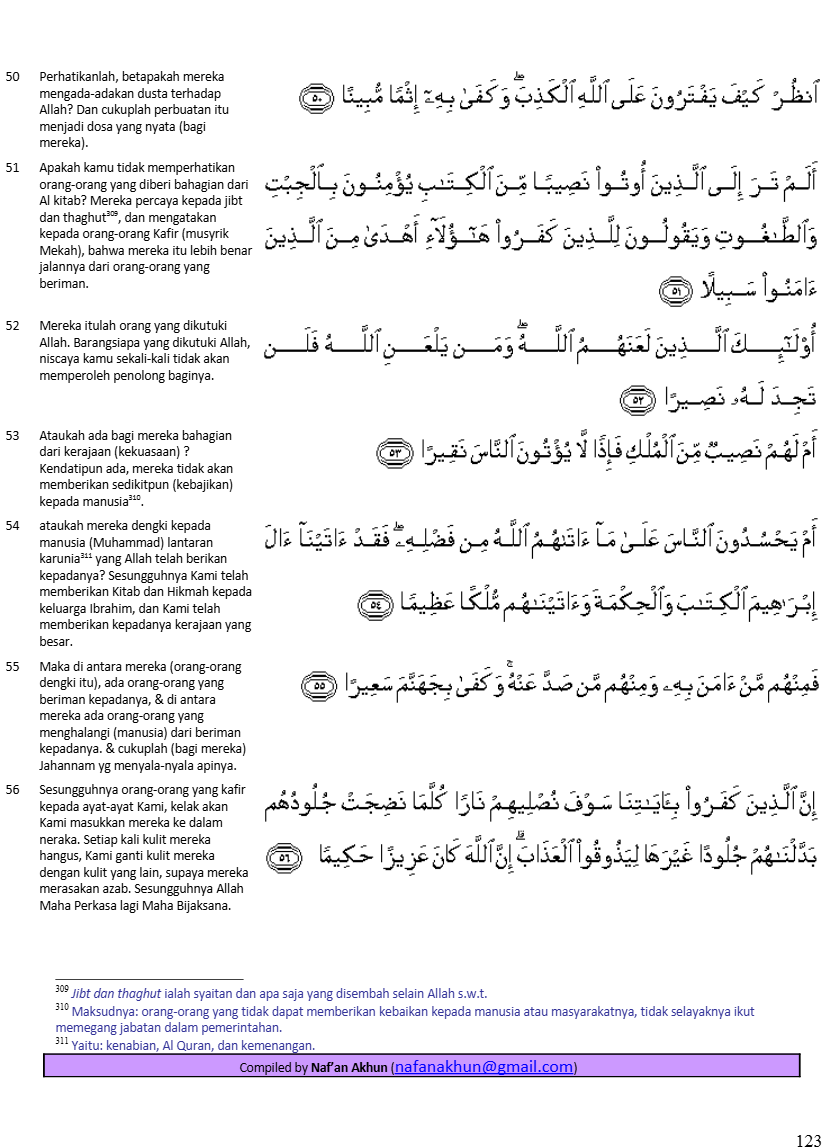 50 Perhatikanlah, betapakah mereka
mengada-adakan dusta terhadap
Allah? Dan cukuplah perbuatan itu
menjadi dosa yang nyata (bagi
mereka).
ٱنظُرْ كَيْفَ يَفْتَرُونَ عَلَى ٱللَّهِ ٱلْكَذِبَ ۖ وَكَفَىٰ بِهِۦٓ إِثْمًا مُّبِينًا ٥٠
51 Apakah kamu tidak memperhatikan
orang-orang yang diberi bahagian dari
Al kitab? Mereka percaya kepada jibt
dan thaghut³⁰⁹, dan mengatakan
kepada orang-orang Kafir (musyrik
Mekah), bahwa mereka itu lebih benar
jalannya dari orang-orang yang
beriman.
أَلَمْ تَرَ إِلَى ٱلَّذِينَ أُوتُوا۟ نَصِيبًا مِّنَ ٱلْكِتَـٰبِ يُؤْمِنُونَ بِٱلْجِبْتِ
وَٱلطَّـٰغُوتِ وَيَقُولُونَ لِلَّذِينَ كَفَرُوا۟ هَـٰٓؤُلَآءِ أَهْدَىٰ مِنَ ٱلَّذِينَ
ءَامَنُوا۟ سَبِيلًا ٥١
52 Mereka itulah orang yang dikutuki
Allah. Barangsiapa yang dikutuki Allah,
niscaya kamu sekali-kali tidak akan
memperoleh penolong baginya.
أُو۟لَـٰٓئِكَ ٱلَّذِينَ لَعَنَهُمُ ٱللَّهُ ۖ وَمَن يَلْعَنِ ٱللَّهُ فَلَن
تَجِدَ لَهُۥ نَصِيرًا ٥٢
53 Ataukah ada bagi mereka bahagian
dari kerajaan (kekuasaan) ?
Kendatipun ada, mereka tidak akan
memberikan sedikitpun (kebajikan)
kepada manusia³¹⁰.
أَمْ لَهُمْ نَصِيبٌ مِّنَ ٱلْمُلْكِ فَإِذًا لَّا يُؤْتُونَ ٱلنَّاسَ نَقِيرًا ٥٣
54 ataukah mereka dengki kepada
manusia (Muhammad) lantaran
karunia³¹¹ yang Allah telah berikan
kepadanya? Sesungguhnya Kami telah
memberikan Kitab dan Hikmah kepada
keluarga Ibrahim, dan Kami telah
memberikan kepadanya kerajaan yang
besar.
أَمْ يَحْسُدُونَ ٱلنَّاسَ عَلَىٰ مَآ ءَاتَىٰهُمُ ٱللَّهُ مِن فَضْلِهِۦ ۖ فَقَدْ ءَاتَيْنَآ ءَالَ
إِبْرَٰهِيمَ ٱلْكِتَـٰبَ وَٱلْحِكْمَةَ وَءَاتَيْنَـٰهُم مُّلْكًا عَظِيمًا ٥٤
55 Maka di antara mereka (orang-orang
dengki itu), ada orang-orang yang
beriman kepadanya, & di antara
mereka ada orang-orang yang
menghalangi (manusia) dari beriman
kepadanya. & cukuplah (bagi mereka)
Jahannam yg menyala-nyala apinya.
فَمِنْهُم مَّنْ ءَامَنَ بِهِۦ وَمِنْهُم مَّن صَدَّ عَنْهُ ۚ وَكَفَىٰ بِجَهَنَّمَ سَعِيرًا ٥٥
56 Sesungguhnya orang-orang yang kafir
kepada ayat-ayat Kami, kelak akan
Kami masukkan mereka ke dalam
neraka. Setiap kali kulit mereka
hangus, Kami ganti kulit mereka
dengan kulit yang lain, supaya mereka
merasakan azab. Sesungguhnya Allah
Maha Perkasa lagi Maha Bijaksana.
إِنَّ ٱلَّذِينَ كَفَرُوا۟ بِـَٔايَـٰتِنَا سَوْفَ نُصْلِيهِمْ نَارًا كُلَّمَا نَضِجَتْ جُلُودُهُم
بَدَّلْنَـٰهُمْ جُلُودًا غَيْرَهَا لِيَذُوقُوا۟ ٱلْعَذَابَ ۗ إِنَّ ٱللَّهَ كَانَ عَزِيزًا حَكِيمًا ٥٦
³⁰⁹ Jibt dan thaghut ialah syaitan dan apa saja yang disembah selain Allah s.w.t.
³¹⁰ Maksudnya: orang-orang yang tidak dapat memberikan kebaikan kepada manusia atau masyarakatnya, tidak selayaknya ikut
memegang jabatan dalam pemerintahan.
³¹¹ Yaitu: kenabian, Al Quran, dan kemenangan.
Compiled by Naf’an Akhun (nafanakhun@gmail.com)
123